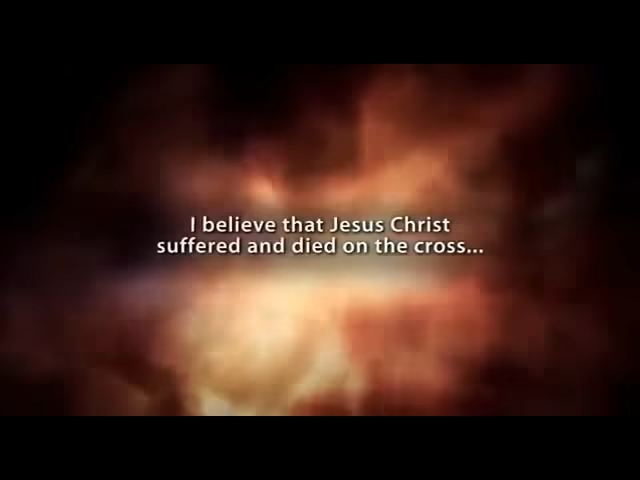 I believe that Jesus Christ
suffered and died on the cross...